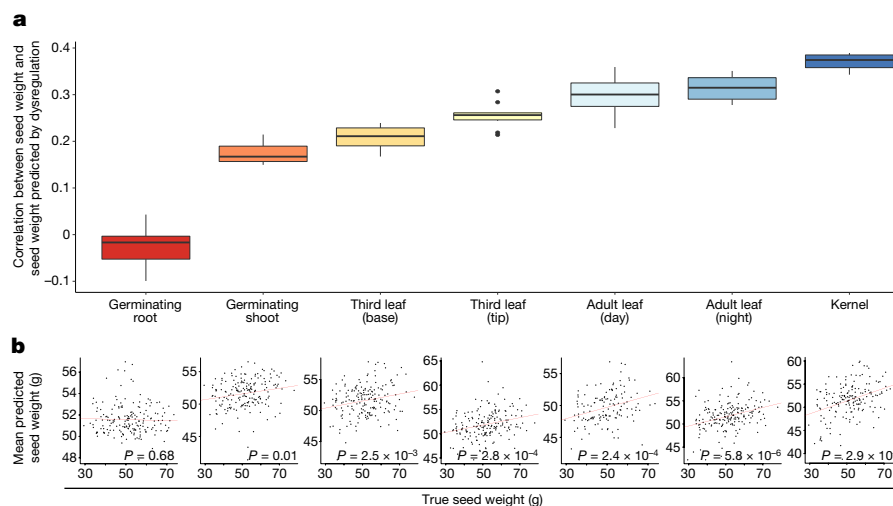 a
Correlation between seed weight and
seed weight predicted by dysregulation
0.4
0.3
0.2
0.1
0
−0.1
Germinating
root
Germinating
shoot
Third leaf
(base)
Third leaf
(tip)
Adult leaf
(day)
Adult leaf
(night)
Kernel
b
Mean predicted
seed weight (g)
56
54
52
50
48
P = 0.68
30 50 70
55
50
45
P = 0.01
30 50 70
55
50
45
P = 2.5 × 10−3
30 50 70
65
60
55
50
45
P = 2.8 × 10−4
30 50 70
55
50
45
P = 2.4 × 10−4
30 50 70
60
55
50
45
P = 5.8 × 10−6
30 50 70
60
55
50
45
40
P = 2.9 × 10
30 50 70
True seed weight (g)